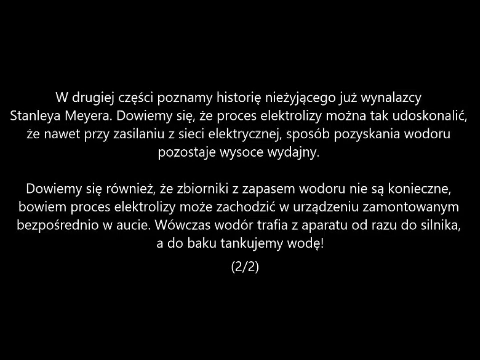 W drugiej części poznamy historię nieżyjącego już wynalazcy
Stanleya Meyera. Dowiemy się, że proces elektrolizy można tak udoskonalić,
że nawet przy zasilaniu z sieci elektrycznej, sposób pozyskania wodoru
pozostaje wysoce wydajny.
Dowiemy się również, że zbiorniki z zapasem wodoru nie są konieczne,
bowiem proces elektrolizy może zachodzić w urządzeniu zamontowanym
bezpośrednio w aucie. Wówczas wodór trafia z aparatu od razu do silnika,
a do baku tankujemy wodę!
(2/2)